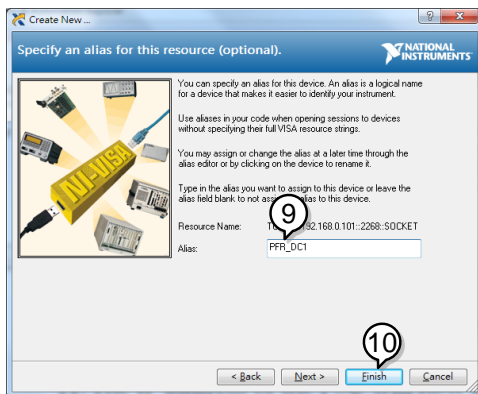 Create New ...
Specify an alias for this resource (optional).
NATIONAL
INSTRUMENTS
NI-VISA
You can specify an alias for this device. An alias is a logical name
for a device that makes it easier to identify your instrument.
Use aliases in your code when opening sessions to devices
without specifying their full VISA resource strings.
You may assign or change the alias at a later time through the
alias editor or by clicking on the device to rename it.
Type in the alias you want to assign to this device or leave the
alias field blank to not alias to this device.
9
Resource Name: 192.168.0.101::2268::SOCKET
Alias: PFR_DC1
10
< Back Next > Finish Cancel